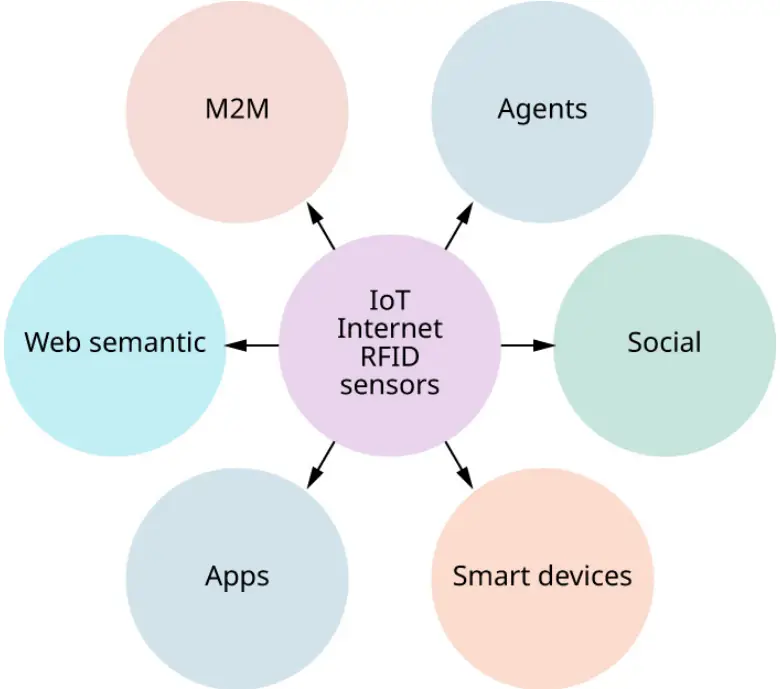 M2M
Agents
Web semantic
IoT
Internet
RFID
sensors
Social
Apps
Smart devices